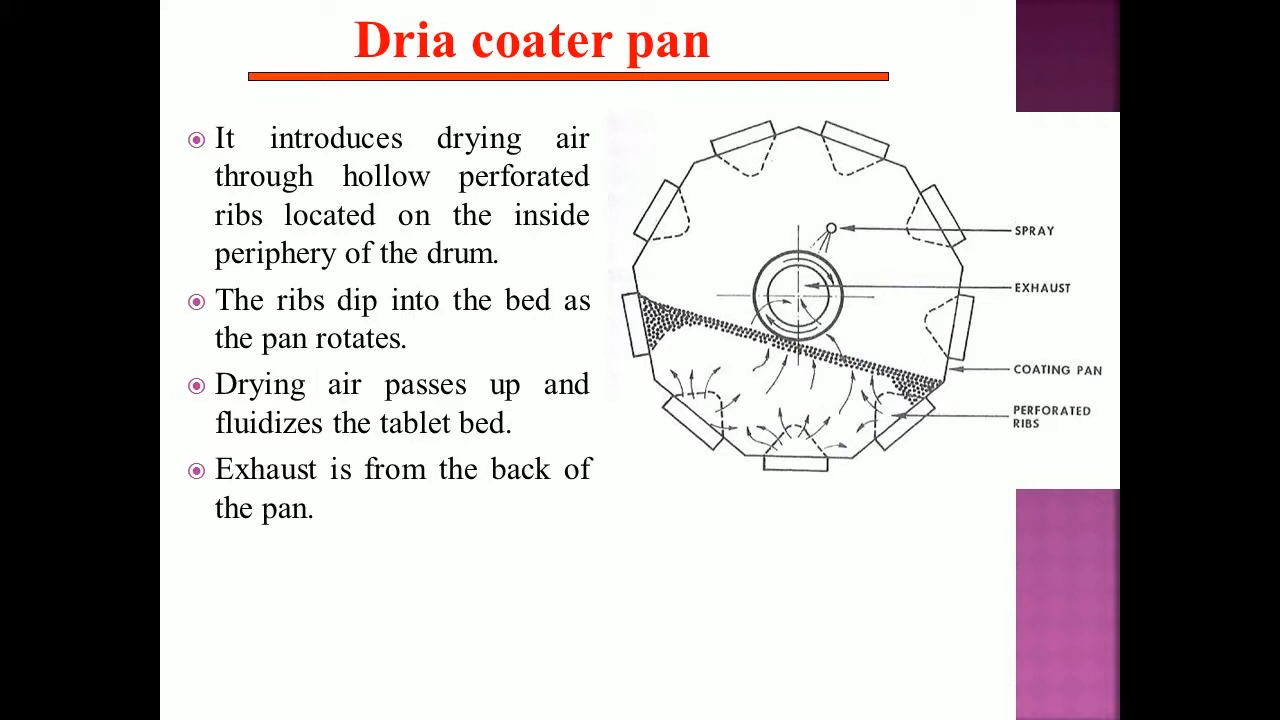 Dria coater pan
It introduces drying air
through hollow perforated
ribs located on the inside
periphery of the drum.
The ribs dip into the bed as
the pan rotates.
Drying air passes up and
fluidizes the tablet bed.
Exhaust is from the back of
the pan.
SPRAY
EXHAUST
COATING PAN
PERFORATED
RIBS